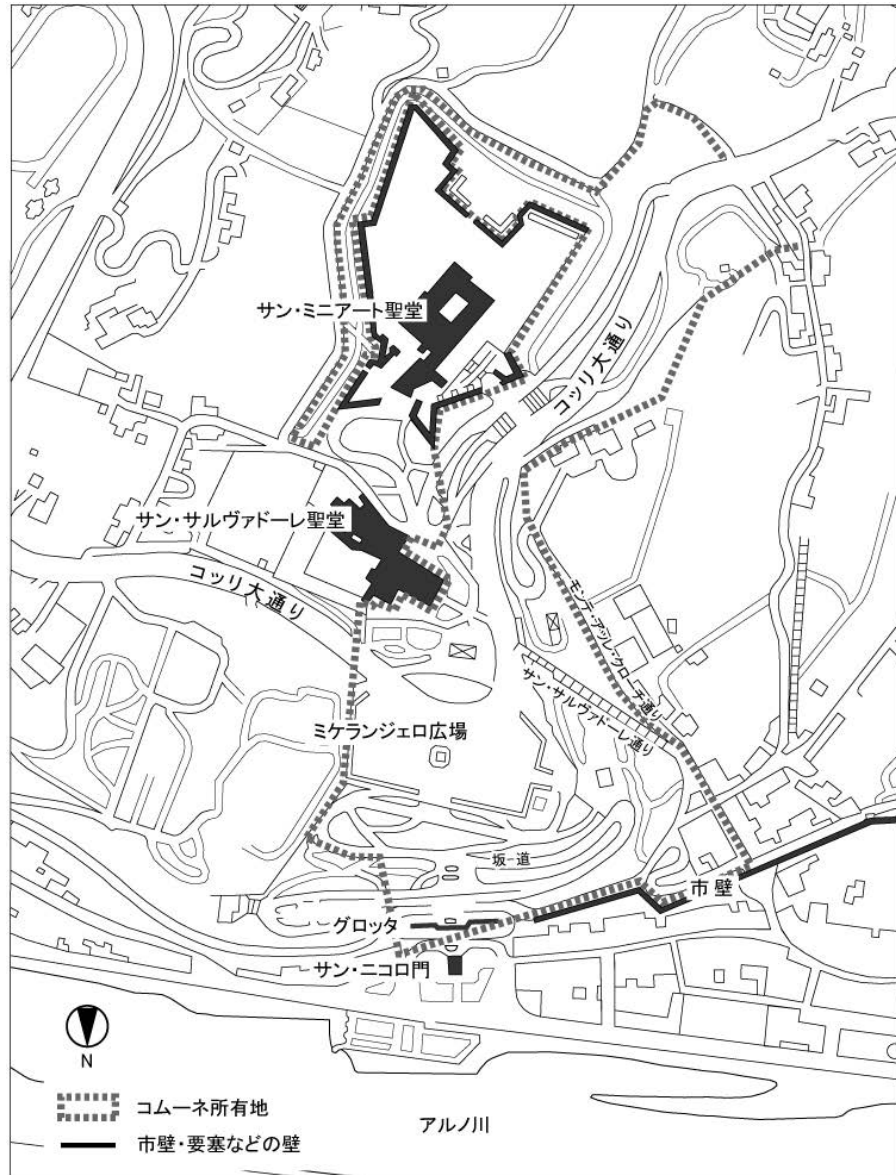 サン・ミニアート聖堂
コッリ大通り
サン・サルヴァドーレ聖堂
コッリ大通り
モンテ・アッレ・クローチ通り
サン・サルヴァドーレ通り
ミケランジェロ広場
坂道
市壁
グロッタ
サン・ニコロ門
N
コムーネ所有地
市壁・要塞などの壁
アルノ川